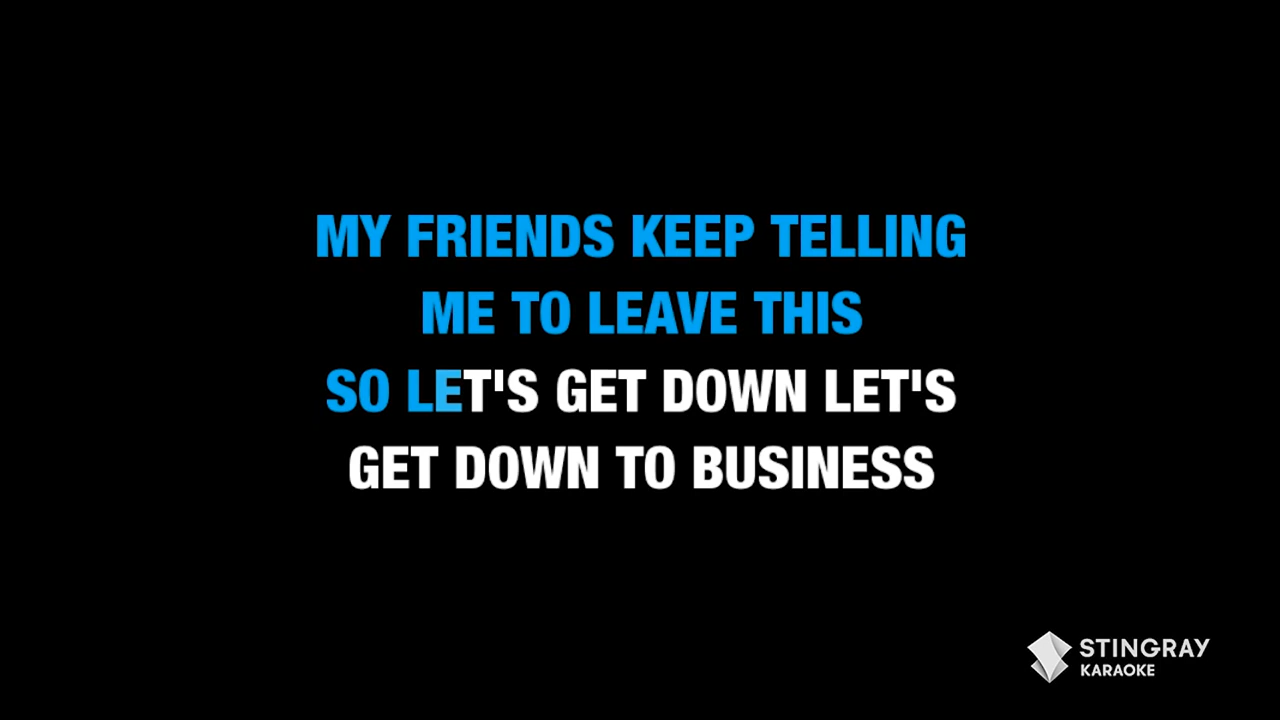 MY FRIENDS KEEP TELLING
ME TO LEAVE THIS
SO LET'S GET DOWN LET'S
GET DOWN TO BUSINESS
STINGRAY
KARAOKE